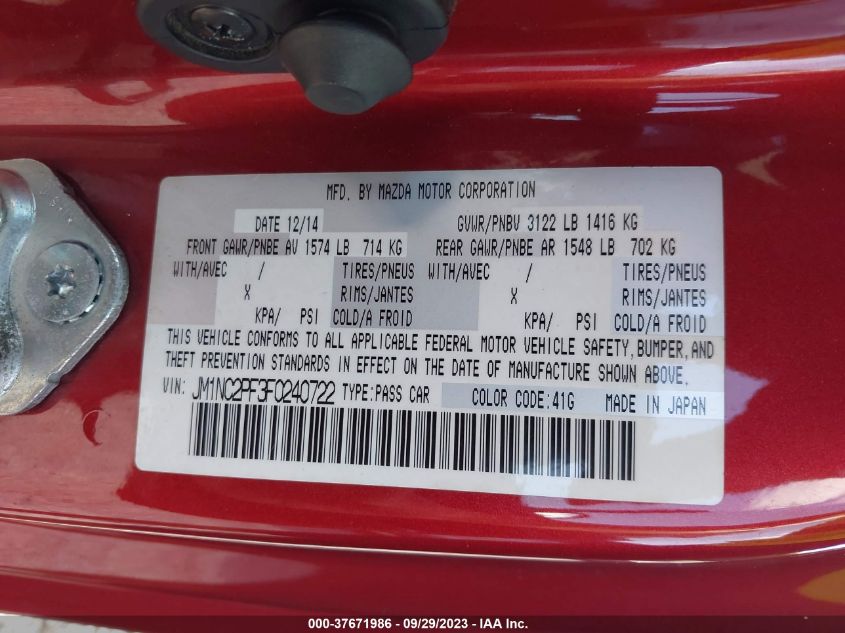 MFD. BY MAZDA MOTOR CORPORATION
DATE 12/14 GVWR/PNBV 3122 LB 1416 KG
FRONT GAWR/PNBE AV 1574 LB 714 KG REAR GAWR/PNBE AR 1548 LB 702 KG
WITH/AVEC / TIRES/PNEUS WITH/AVEC / TIRES/PNEUS
X RIMS/JANTES X RIMS/JANTES
KPA/ PSI COLD/A FROID KPA/ PSI COLD/A FROID
THIS VEHICLE CONFORMS TO ALL APPLICABLE FEDERAL MOTOR VEHICLE SAFETY, BUMPER, AND
THEFT PREVENTION STANDARDS IN EFFECT ON THE DATE OF MANUFACTURE SHOWN ABOVE.
VIN: JM1NC2PF3F0240722 TYPE:PASS CAR COLOR CODE:41G MADE IN JAPAN
000-37671986 - 09/29/2023 - IAA Inc.